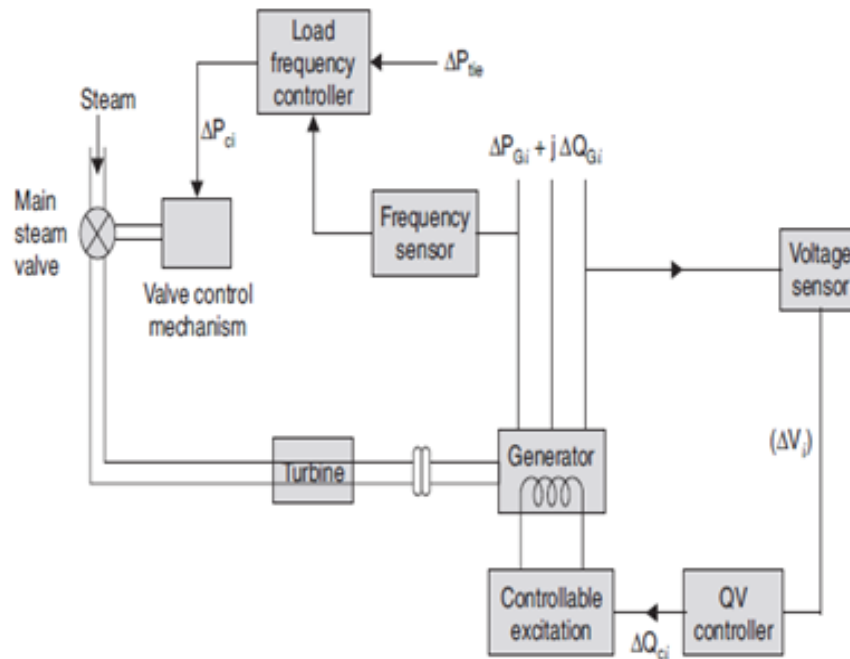 Load
frequency
controller
ΔP_tie
Steam
ΔP_ci
ΔP_Gi + j ΔQ_Gi
Main
steam
valve
Frequency
sensor
Voltage
sensor
Valve control
mechanism
Turbine
Generator
(ΔV_i)
Controllable
excitation
QV
controller
ΔQ_ci